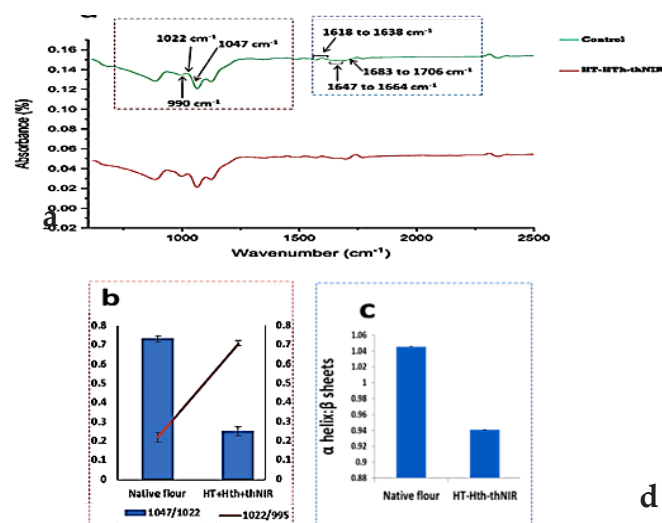 1022 cm⁻¹
1047 cm⁻¹
990 cm⁻¹
1618 to 1638 cm⁻¹
1683 to 1706 cm⁻¹
1647 to 1664 cm⁻¹
Control
HT-HTh-thNIR
Absorbance (%)
0.16
0.14
0.12
0.10
0.08
0.06
0.04
0.00
0.02
a
1000
1500
2000
2500
Wavenumber (cm⁻¹)
b
0.8
0.7
0.6
0.5
0.4
0.3
0.2
0.1
0
0.8
0.7
0.6
0.5
0.4
0.3
0.2
0.1
0
Native flour
HT+Hth+thNIR
1047/1022
1022/995
c
α helix:β sheets
1.06
1.04
1.02
1
0.98
0.96
0.94
0.92
0.9
0.88
Native flour
HT-Hth-thNIR
d